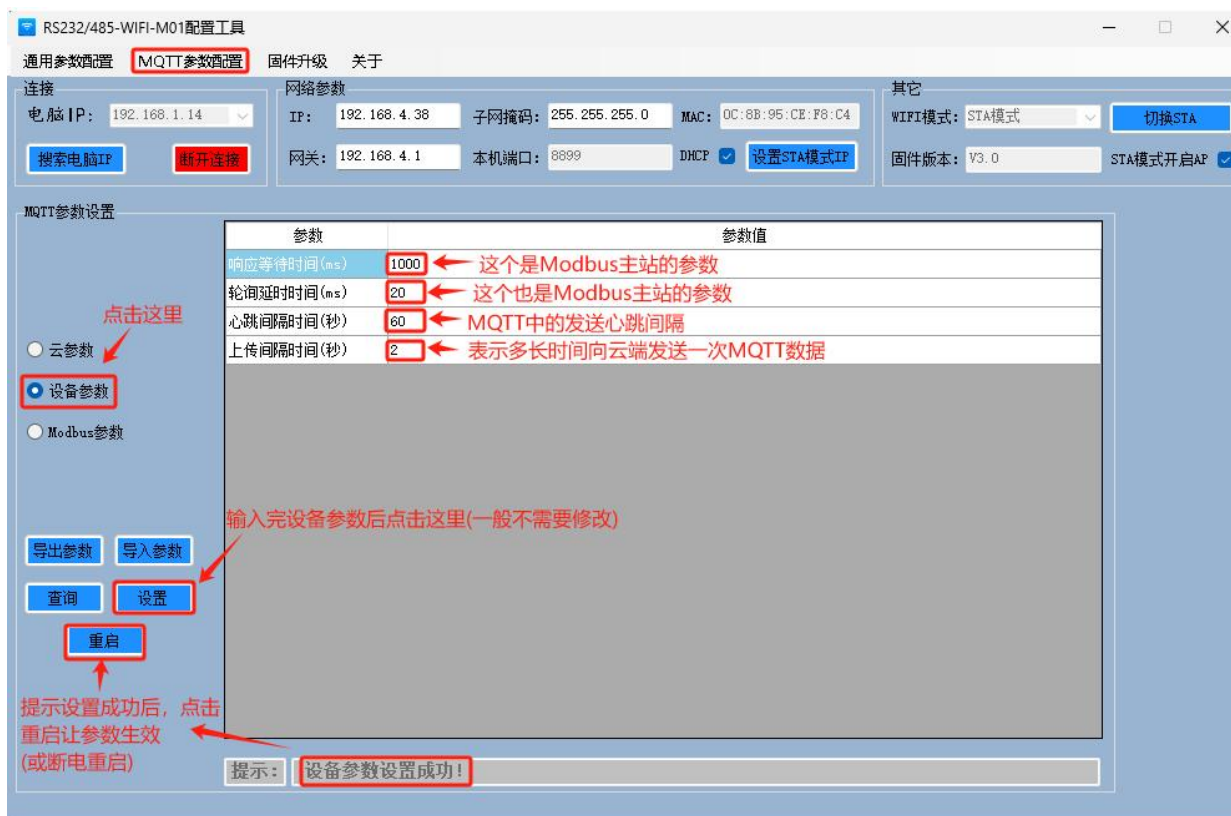 RS232/485-WIFI-M01配置工具
通用参数配置 MQTT参数配置 固件升级 关于
连接 网络参数 其它
电脑IP: 192.168.1.14 IP: 192.168.4.38 子网掩码: 255.255.255.0 MAC: 0C:8B:95:CE:F8:C4 WIFI模式: STA模式 切换STA
搜索电脑IP 断开连接 网关: 192.168.4.1 本机端口: 8899 DHCP 设置STA模式IP 固件版本: V3.0 STA模式开启AP
MQTT参数设置
参数 参数值
响应等待时间(ms) 1000 这个是Modbus主站的参数
轮询延时时间(ms) 20 这个也是Modbus主站的参数
心跳间隔时间(秒) 60 MQTT中的发送心跳间隔
上传间隔时间(秒) 2 表示多长时间向云端发送一次MQTT数据
点击这里
云参数
设备参数
Modbus参数
输入完设备参数后点击这里(一般不需要修改)
导出参数 导入参数
查询 设置
重启
提示设置成功后，点击
重启让参数生效
(或断电重启)
提示: 设备参数设置成功!